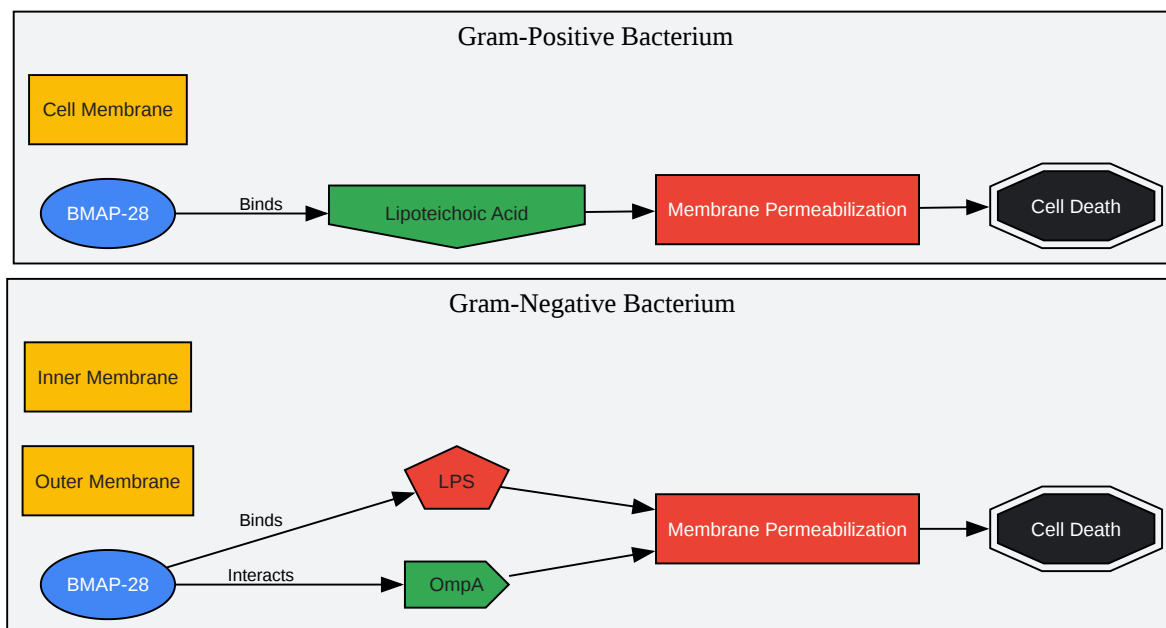 Gram-Positive Bacterium
Cell Membrane
BMAP-28
Binds
Lipoteichoic Acid
Membrane Permeabilization
Cell Death
Gram-Negative Bacterium
Inner Membrane
Outer Membrane
LPS
Binds
Membrane Permeabilization
Cell Death
BMAP-28
Interacts
OmpA